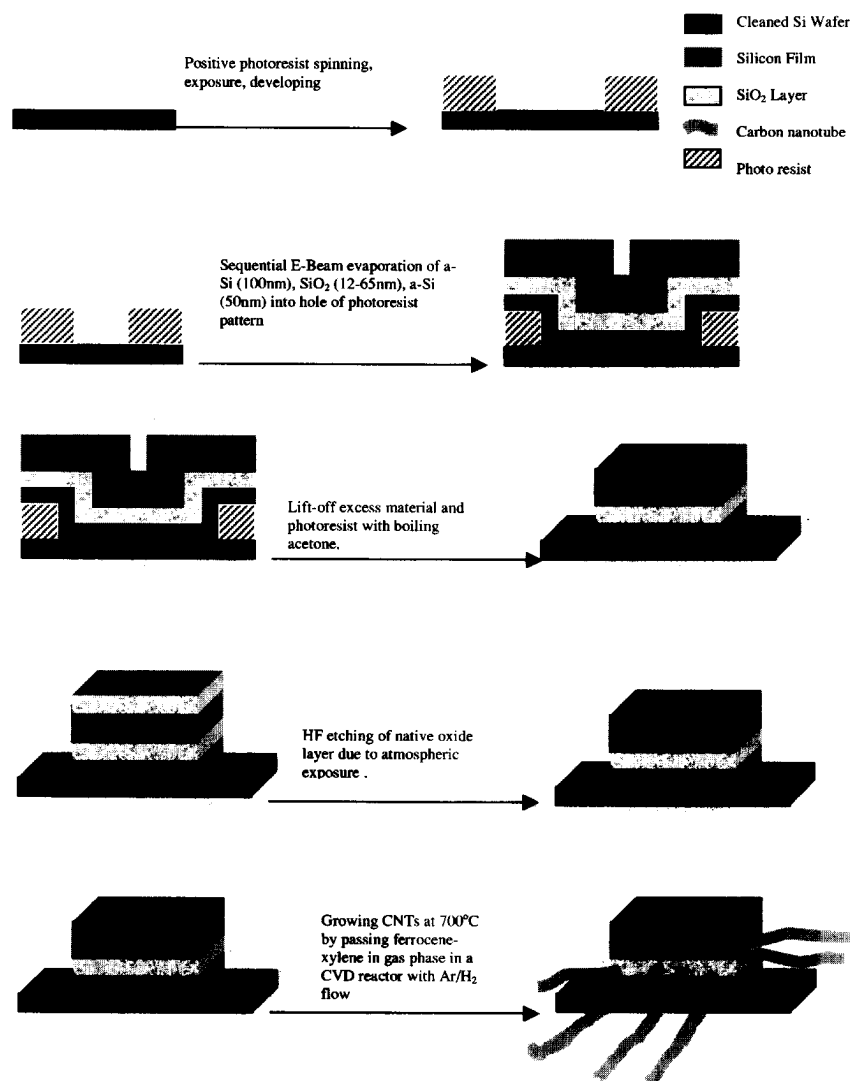 Cleaned Si Wafer
Silicon Film
SiO₂ Layer
Carbon nanotube
Photo resist
Positive photoresist spinning,
exposure, developing
Sequential E-Beam evaporation of a-
Si (100nm), SiO₂ (12-65nm), a-Si
(50nm) into hole of photoresist
pattern
Lift-off excess material and
photoresist with boiling
acetone.
HF etching of native oxide
layer due to atmospheric
exposure .
Growing CNTs at 700°C
by passing ferrocene-
xylene in gas phase in a
CVD reactor with Ar/H₂
flow